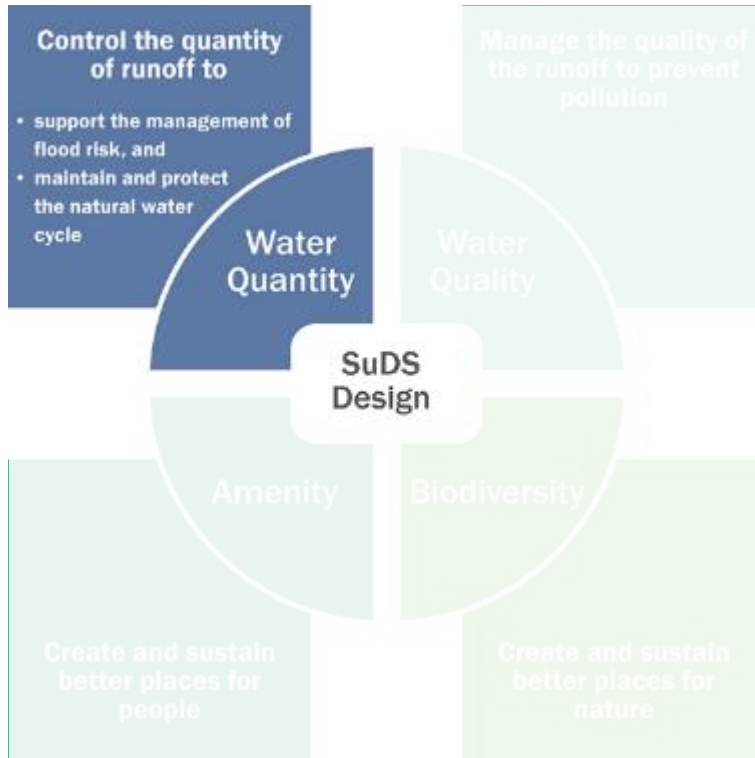 Control the quantity
of runoff to
• support the management of
flood risk, and
• maintain and protect
the natural water
cycle
Manage the quality of
the runoff to prevent
pollution
Water
Quantity
Water
Quality
SuDS
Design
Amenity
Biodiversity
Create and sustain
better places for
people
Create and sustain
better places for
nature